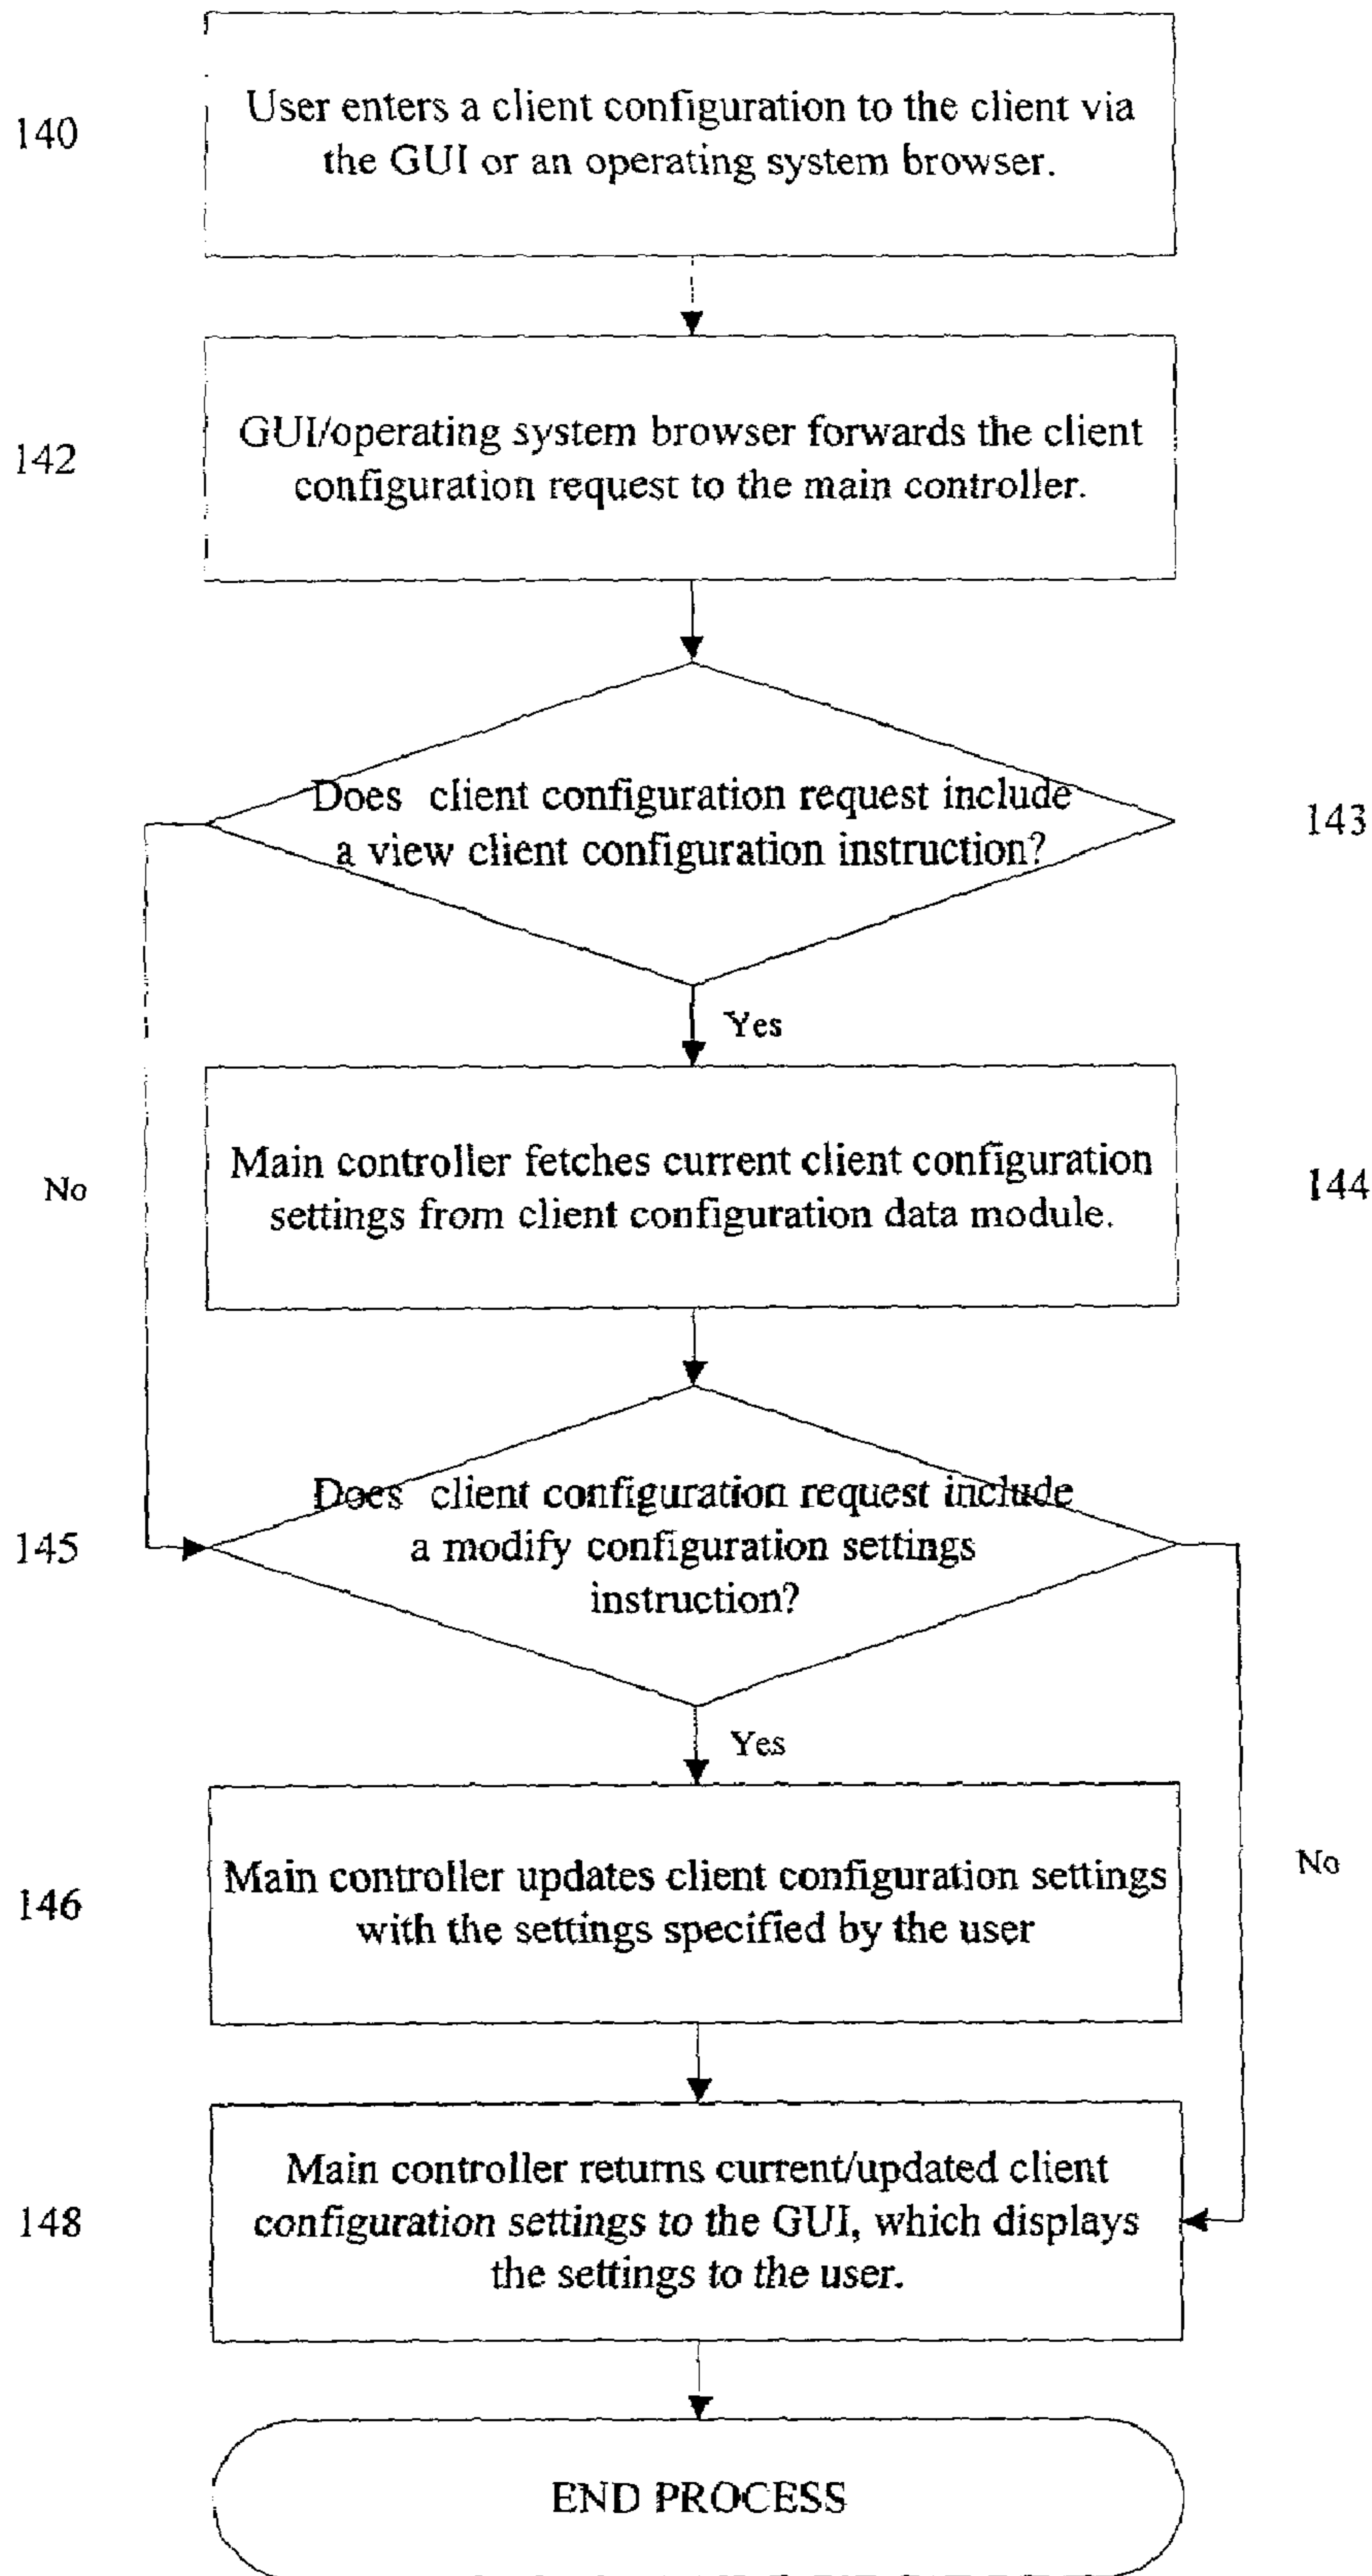 140
User enters a client configuration to the client via
the GUI or an operating system browser.
142
GUI/operating system browser forwards the client
configuration request to the main controller.
Does client configuration request include
a view client configuration instruction?
143
Yes
No
Main controller fetches current client configuration
settings from client configuration data module.
144
145
Does client configuration request include
a modify configuration settings
instruction?
Yes
No
146
Main controller updates client configuration settings
with the settings specified by the user
148
Main controller returns current/updated client
configuration settings to the GUI, which displays
the settings to the user.
END PROCESS